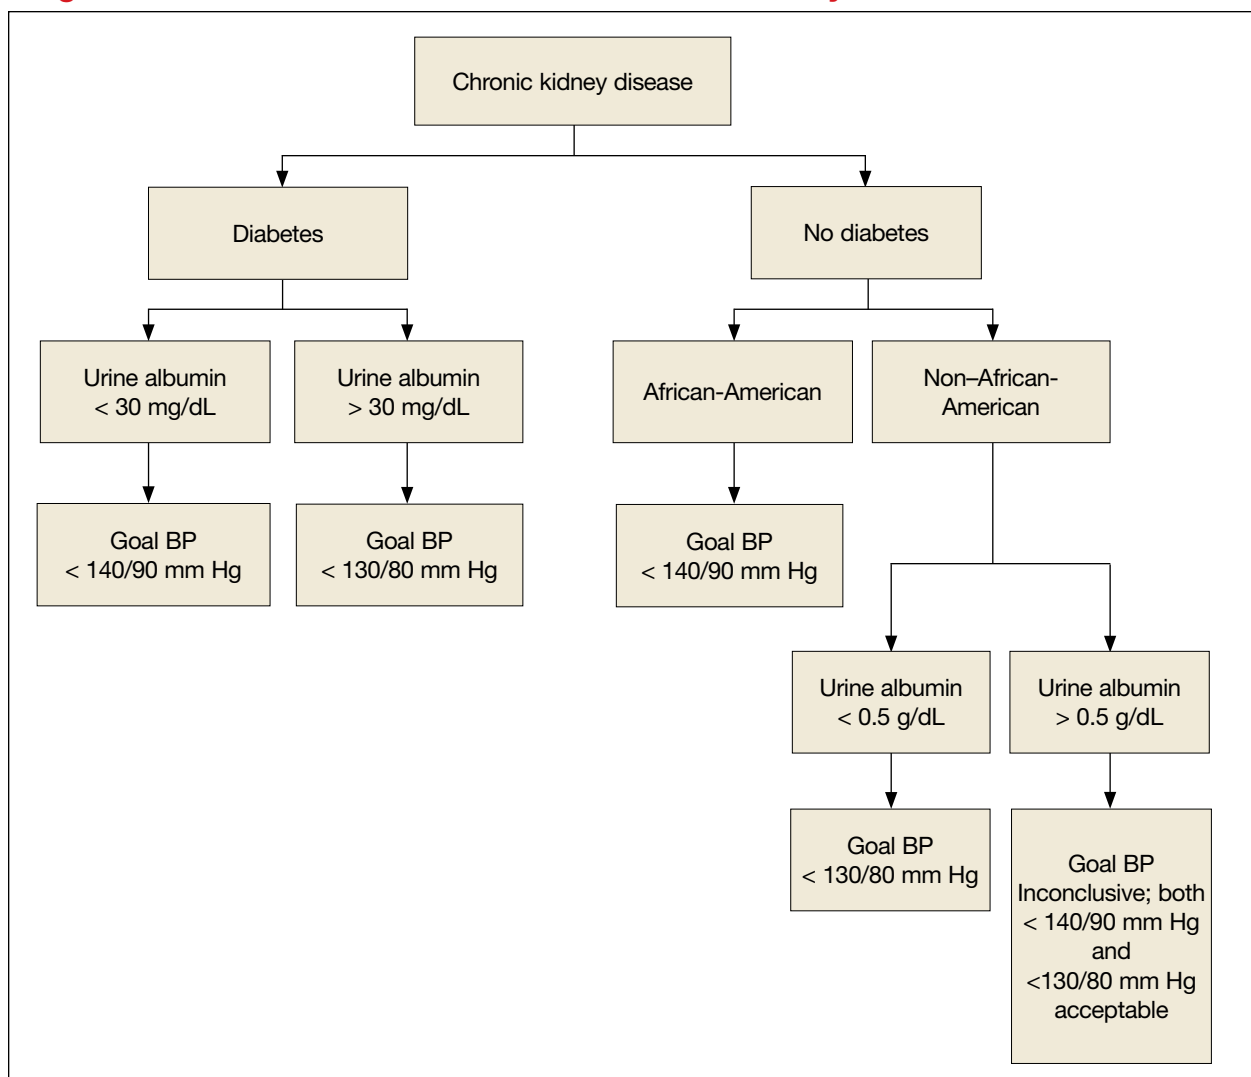 Chronic kidney disease
Diabetes
No diabetes
Urine albumin
< 30 mg/dL
Urine albumin
> 30 mg/dL
African-American
Non–African-
American
Goal BP
< 140/90 mm Hg
Goal BP
< 130/80 mm Hg
Goal BP
< 140/90 mm Hg
Urine albumin
< 0.5 g/dL
Urine albumin
> 0.5 g/dL
Goal BP
< 130/80 mm Hg
Goal BP
Inconclusive; both
< 140/90 mm Hg
and
<130/80 mm Hg
acceptable